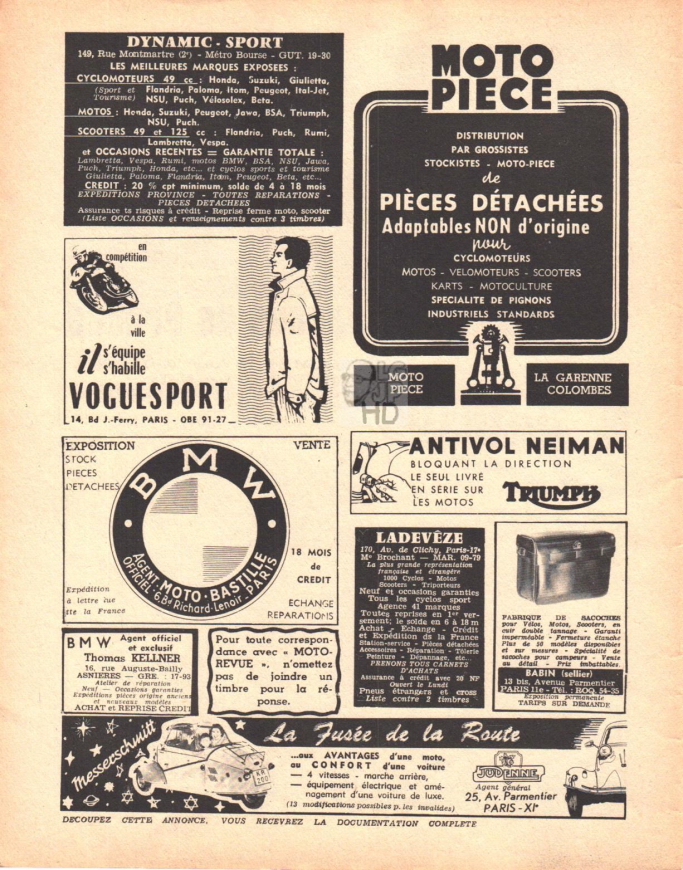 DYNAMIC - SPORT
149, Rue Montmartre (2e) - Métro Bourse - GUT. 19-30
LES MEILLEURES MARQUES EXPOSEES :
CYCLOMOTEURS 49 cc : Honda, Suzuki, Giulietta,
(Sport et Tourisme) Flandria, Paloma, Itom, Peugeot, Ital-Jet,
NSU, Puch, Vélosolex, Beta.
MOTOS : Honda, Suzuki, Peugeot, Jawa, BSA, Triumph,
NSU, Puch.
SCOOTERS 49 et 125 cc : Flandria, Puch, Rumi,
Lambretta, Vespa.
et OCCASIONS RECENTES = GARANTIE TOTALE :
Lambretta, Vespa, Rumi, motos BMW, BSA, NSU, Jawa,
Puch, Triumph, Honda, etc... et cyclos sports et tourisme
Giulietta, Paloma, Flandria, Itom, Peugeot, Beta, etc...
CREDIT : 20 % cpt minimum, solde de 4 à 18 mois
EXPEDITIONS PROVINCE - TOUTES REPARATIONS -
PIECES DETACHEES
Assurance ts risques à crédit - Reprise ferme moto, scooter
(Liste OCCASIONS et renseignements contre 3 timbres)
MOTO
PIECE
DISTRIBUTION
PAR GROSSISTES
STOCKISTES - MOTO-PIECE
de
PIÈCES DÉTACHÉES
Adaptables NON d'origine
pour
CYCLOMOTEURS
MOTOS - VELOMOTEURS - SCOOTERS
KARTS - MOTOCULTURE
SPECIALITE DE PIGNONS
INDUSTRIELS STANDARDS
MOTO
PIECE
LA GARENNE
COLOMBES
HD
en
compétition
à la
ville
il s'équipe
s'habille
VOGUESPORT
14, Bd J.-Ferry, PARIS - OBE 91-27
EXPOSITION
VENTE
STOCK
PIECES
DETACHEES
BMW
AGENT OFFICIEL
MOTO-BASTILLE
6, Bd Richard-Lenoir - PARIS
18 MOIS
de
CREDIT
Expédition
à lettre lue
tte la France
ECHANGE
REPARATIONS
ANTIVOL NEIMAN
BLOQUANT LA DIRECTION
LE SEUL LIVRÉ
EN SÉRIE SUR
LES MOTOS
TRIUMPH
LADEVÈZE
170, Av. de Clichy, Paris-17e
Mo Brochant — MAR. 09-79
La plus grande représentation
française et étrangère
1000 Cyclos - Motos
Scooters - Triporteurs
Neuf et occasions garanties
Tous les cyclos sport
Agence 41 marques
Toutes reprises en 1er ver-
sement; le solde en 6 à 18 m
Achat - Echange - Crédit
et Expédition ds la France
Station-service - Pièces détachées
Accessoires - Réparation - Tôlerie
Peinture - Dépannage, etc...
PRENONS TOUS CARNETS
D'ACHATS
Assurance à crédit avec 20 NF
Ouvert le Lundi
Pneus étrangers et cross
Liste contre 2 timbres
FABRIQUE DE SACOCHES
pour Vélos, Motos, Scooters, en
cuir double tannage - Garanti
imperméable - Fermeture étanche
Plus de 50 modèles disponibles
et sur mesures - Spécialité de
sacoches pour campeurs - Vente
au détail - Prix imbattables.
BABIN (sellier)
13 bis, Avenue Parmentier
PARIS 11e - Tél. : ROQ. 54-35
Exposition permanente
TARIFS SUR DEMANDE
BMW Agent officiel
et exclusif
Thomas KELLNER
16, rue Auguste-Bailly
ASNIERES — GRE. : 17-93
Atelier de réparation
Neuf — Occasions garanties
Expéditions pièces origine anciens
et nouveaux modèles
ACHAT et REPRISE CREDIT
Pour toute correspon-
dance avec « MOTO-
REVUE », n'omettez
pas de joindre un
timbre pour la ré-
ponse.
Messerschmitt
La Fusée de la Route
...aux AVANTAGES d'une moto,
au CONFORT d'une voiture
— 4 vitesses - marche arrière,
— équipement électrique et amé-
nagement d'une voiture de luxe.
(13 modifications possibles p. les invalides)
JUDENNE
Agent général
25, Av. Parmentier
PARIS - XIe
DECOUPEZ CETTE ANNONCE, VOUS RECEVREZ LA DOCUMENTATION COMPLETE